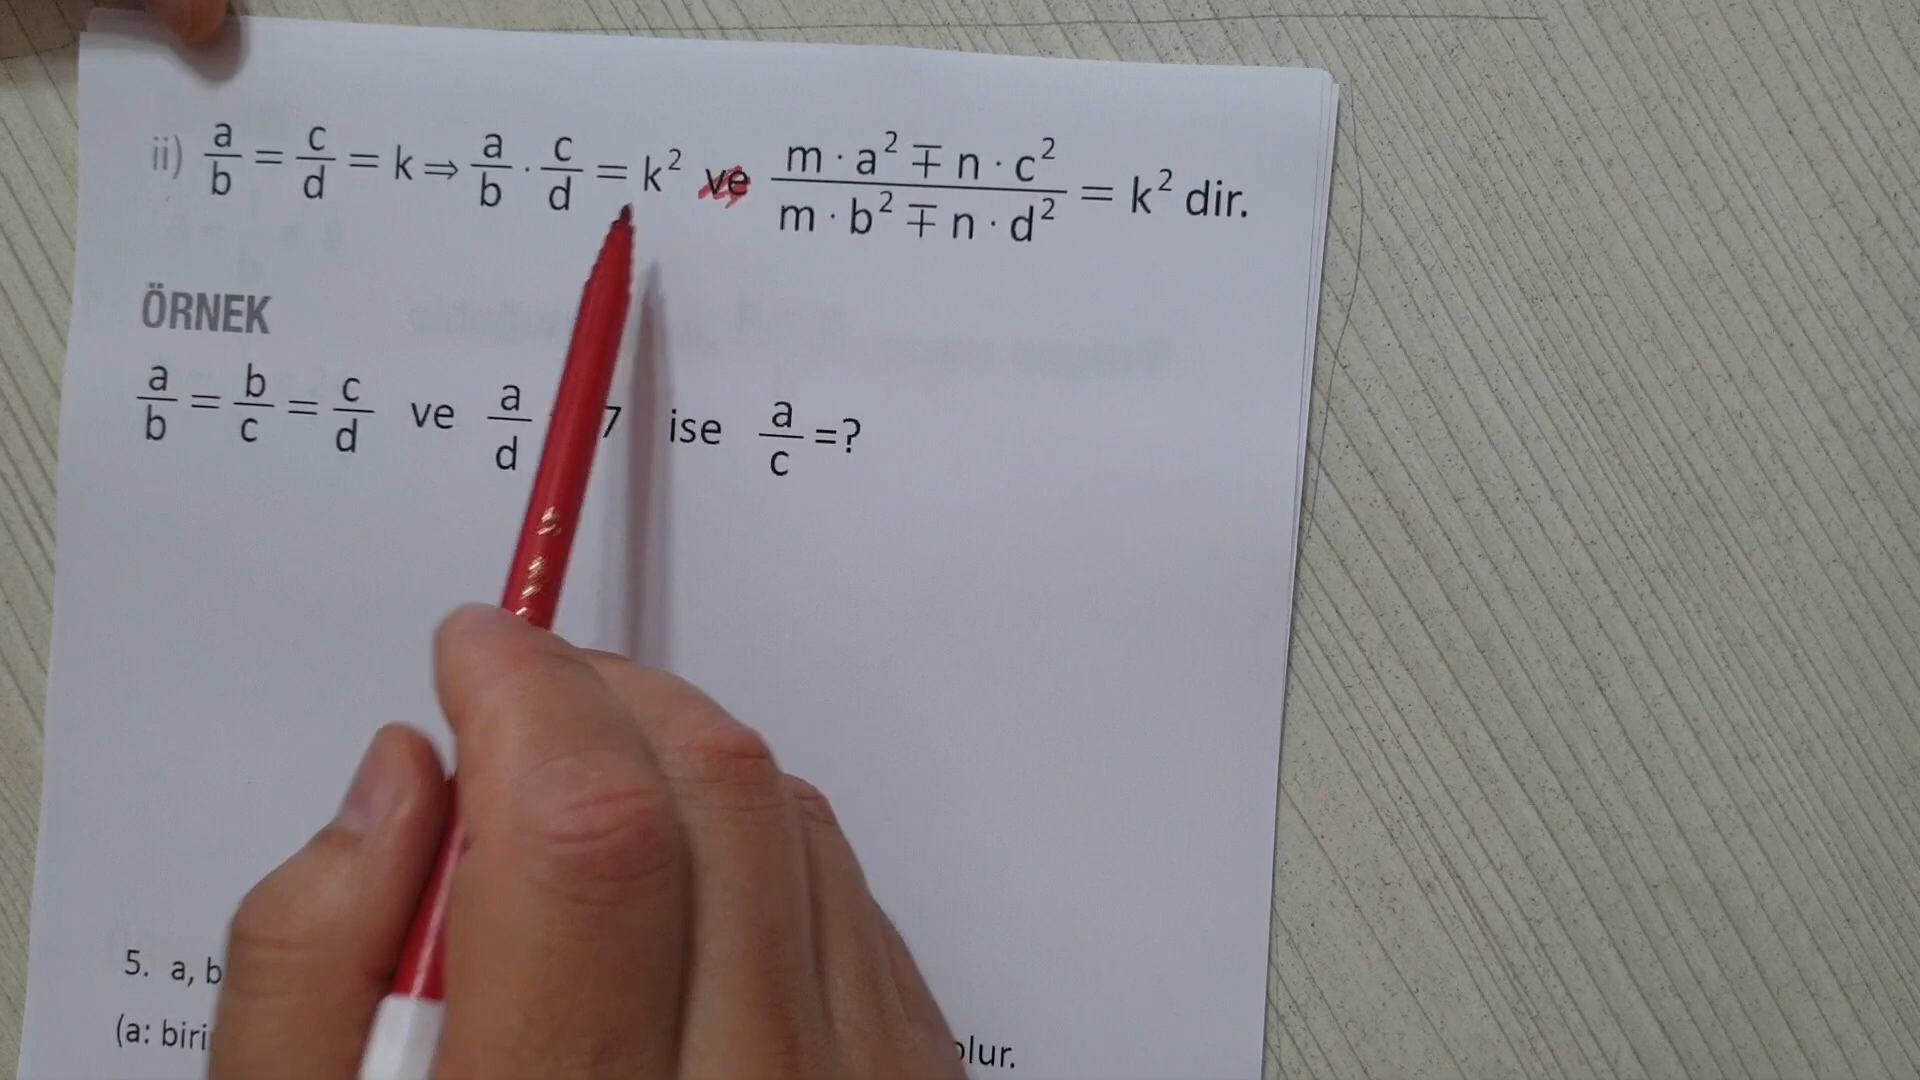 ii) a/b = c/d = k ⇒ a/b · c/d = k² ve (m · a² ∓ n · c²)/(m · b² ∓ n · d²) = k² dir.
ÖRNEK
a/b = b/c = c/d ve a/d 7 ise a/c =?
5. a, b
(a: biri olur.